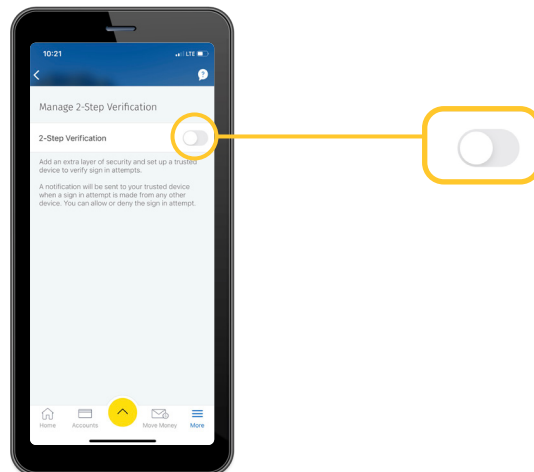 10:21
LTE
?
Manage 2-Step Verification
2-Step Verification
Add an extra layer of security and set up a trusted
device to verify sign in attempts.
A notification will be sent to your trusted device
when a sign in attempt is made from any other
device. You can allow or deny the sign in attempt.
Home Accounts Move Money More